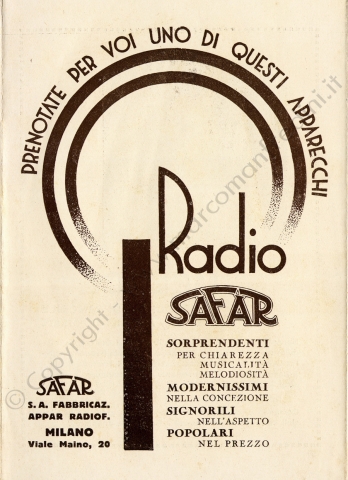 PRENOTATE PER VOI UNO DI QUESTI APPARECCHI
Radio
SAFAR
SORPRENDENTI
PER CHIAREZZA
MUSICALITÀ
MELODIOSITÀ
MODERNISSIMI
NELLA CONCEZIONE
SIGNORILI
NELL'ASPETTO
POPOLARI
NEL PREZZO
SAFAR
S. A. FABBRICAZ.
APPAR RADIOF.
MILANO
Viale Maino, 20